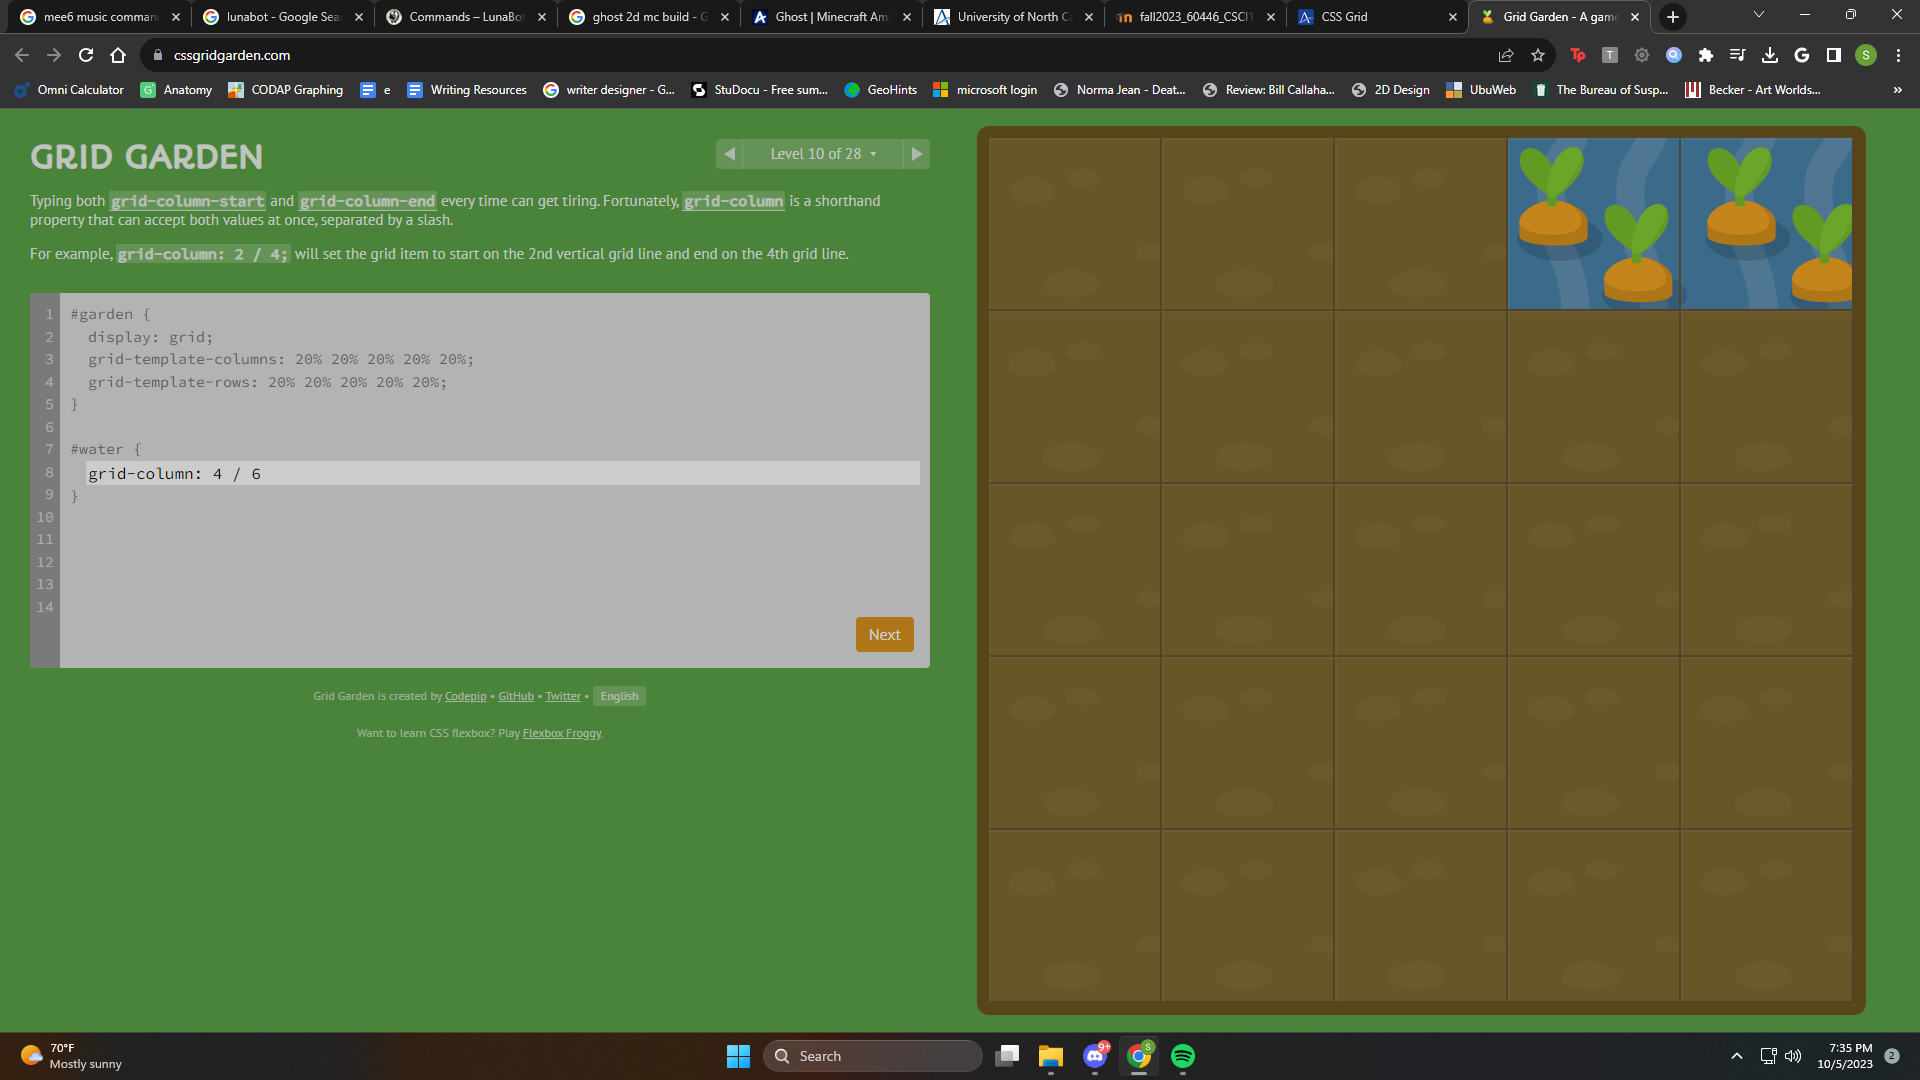 mee6 music comman
lunabot - Google Sea
Commands – LunaBot
ghost 2d mc build - G
Ghost | Minecraft Am
University of North C
fall2023_60446_CSCI
CSS Grid
Grid Garden - A game
cssgridgarden.com
Tp
T
S
Omni Calculator
Anatomy
CODAP Graphing
e
Writing Resources
writer designer - G...
StuDocu - Free sum...
GeoHints
microsoft login
Norma Jean - Deat...
Review: Bill Callaha...
2D Design
UbuWeb
The Bureau of Susp...
Becker - Art Worlds...
»
GRID GARDEN
Level 10 of 28
Typing both grid-column-start and grid-column-end every time can get tiring. Fortunately, grid-column is a shorthand
property that can accept both values at once, separated by a slash.
For example, grid-column: 2 / 4; will set the grid item to start on the 2nd vertical grid line and end on the 4th grid line.
1 #garden {
2 display: grid;
3 grid-template-columns: 20% 20% 20% 20% 20%;
4 grid-template-rows: 20% 20% 20% 20% 20%;
5 }
6
7 #water {
8 grid-column: 4 / 6
9 }
10
11
12
13
14
Next
Grid Garden is created by Codepip • GitHub • Twitter • English
Want to learn CSS flexbox? Play Flexbox Froggy.
70°F
Mostly sunny
Search
9+
S
7:35 PM
10/5/2023
2